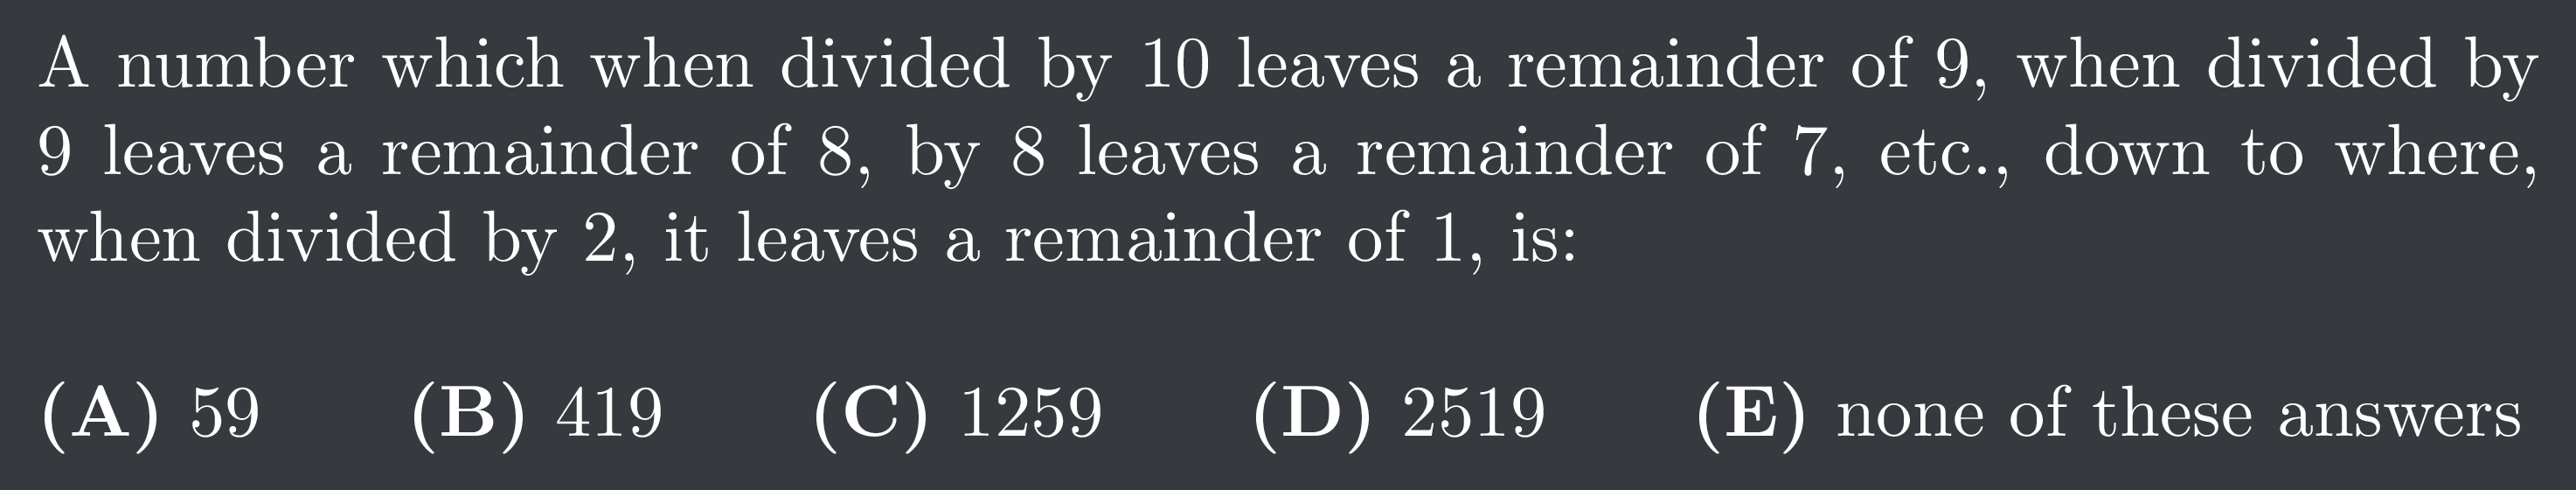 A number which when divided by 10 leaves a remainder of 9, when divided by
9 leaves a remainder of 8, by 8 leaves a remainder of 7, etc., down to where,
when divided by 2, it leaves a remainder of 1, is:
(A) 59 (B) 419 (C) 1259 (D) 2519 (E) none of these answers